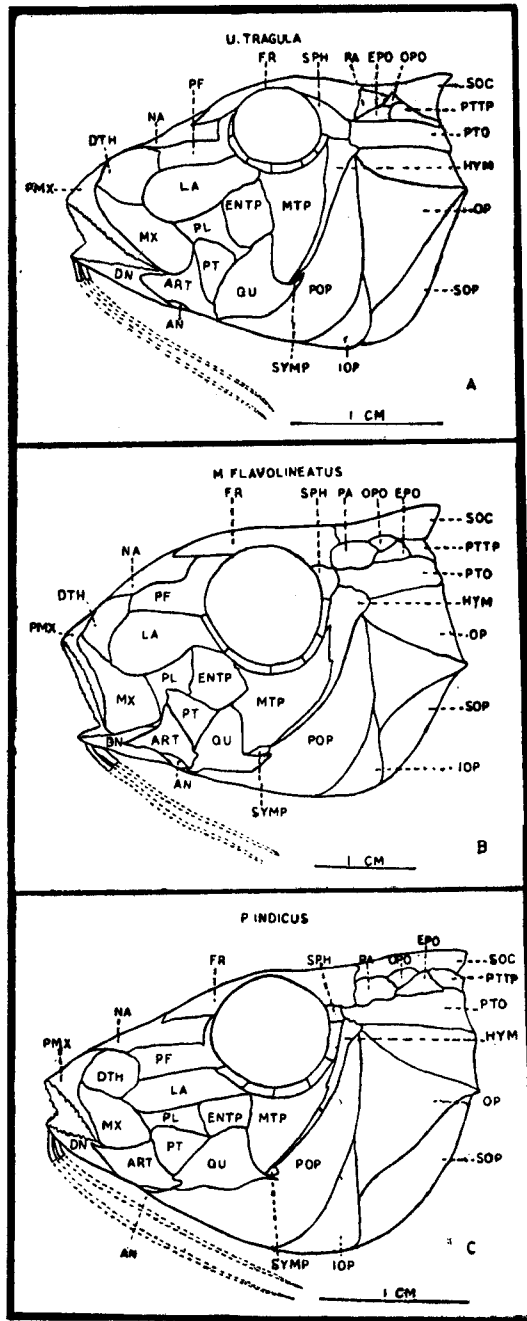 U. TRAGULA
FR SPH PA EPO OPO
PF SOC
NA PTTP
DTH PTO
HYM
PMX LA
ENTP MTP OP
MX PL
DN ART PT QU POP SOP
AN
SYMP IOP A
1 CM
M FLAVOLINEATUS
FR SPH PA OPO EPO
SOC
NA PTTP
PTO
DTH PF
HYM
PMX LA OP
PL ENTP
MX MTP
PT SOP
DN ART QU POP
IOP
AN
SYMP B
1 CM
P INDICUS
EPO
FR SPH PA OPO SOC
PTTP
NA PTO
PMX HYM
PF
DTH
LA
MX PL ENTP MTP OP
DN PT
ART QU POP SOP
AN SYMP IOP C
1 CM